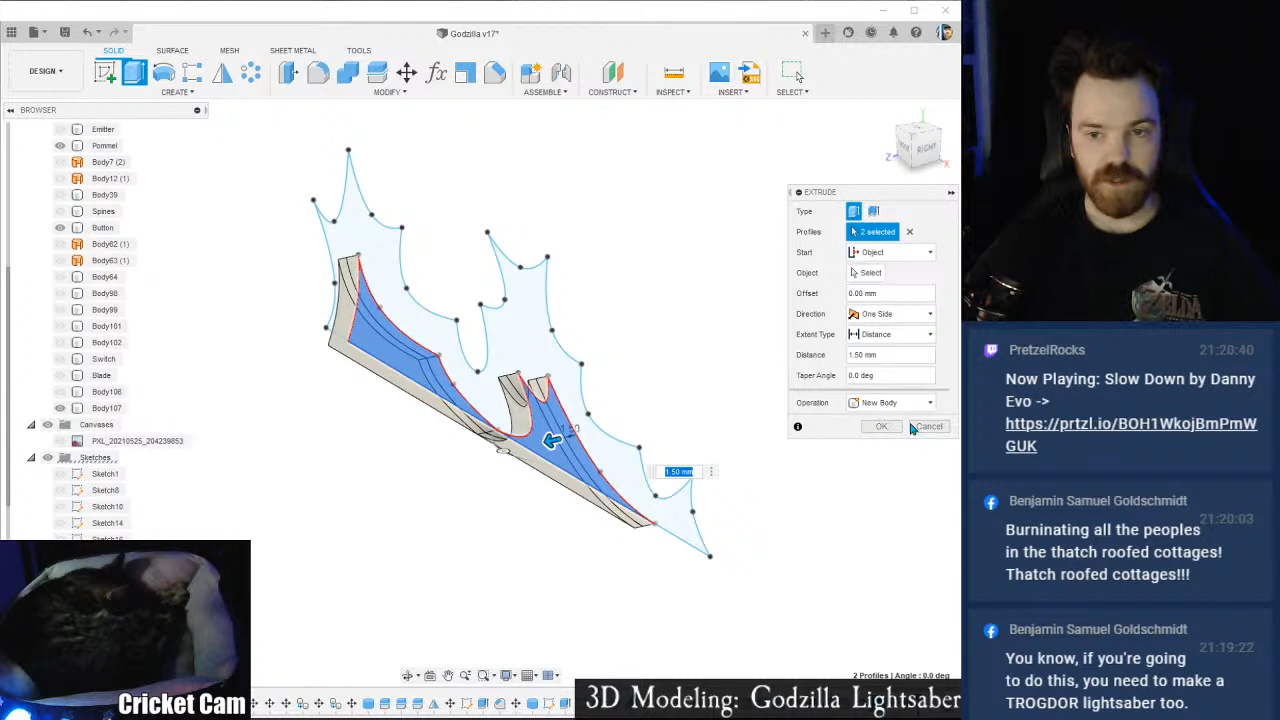 Godzilla v17*
SOLID SURFACE MESH SHEET METAL TOOLS
DESIGN
CREATE MODIFY ASSEMBLE CONSTRUCT INSPECT INSERT SELECT
BROWSER
Emitter
Pommel
Body7 (2)
Body12 (1)
Body39
Spines
Button
Body62 (1)
Body63 (1)
Body64
Body98
Body99
Body101
Body102
Switch
Blade
Body106
Body107
Canvases
PXL_20210525_204239853
Sketches
Sketch1
Sketch8
Sketch10
Sketch14
Y
RIGHT
Z
X
EXTRUDE
Type
Profiles 2 selected
Start Object
Object Select
Offset 0.00 mm
Direction One Side
Extent Type Distance
Distance 1.50 mm
Taper Angle 0.0 deg
Operation New Body
OK Cancel
1.50
1.50 mm
2 Profiles | Angle : 0.0 deg
Cricket Cam
3D Modeling: Godzilla Lightsaber
PretzelRocks 21:20:40
Now Playing: Slow Down by Danny
Evo ->
https://prtzl.io/BOH1WkojBmPmW
GUK
Benjamin Samuel Goldschmidt
21:20:03
Burninating all the peoples
in the thatch roofed cottages!
Thatch roofed cottages!!!
Benjamin Samuel Goldschmidt
21:19:22
You know, if you're going
to do this, you need to make a
TROGDOR lightsaber too.